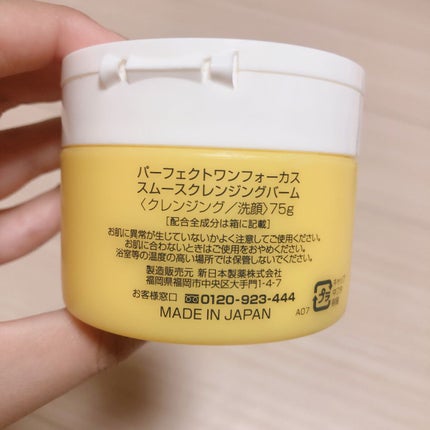 パーフェクトワンフォーカス
スムースクレンジングバーム
〈クレンジング／洗顔〉75g
[配合全成分は箱に記載]
お肌に異常が生じていないかよく注意してご使用ください。
お肌に合わないときはご使用をおやめください。
浴室等の温度の高い場所では保管しないでください。
製造販売元 新日本製薬株式会社
福岡県福岡市中央区大手門1-4-7
お客様窓口 0120-923-444
MADE IN JAPAN
A07
プラ
キャップ